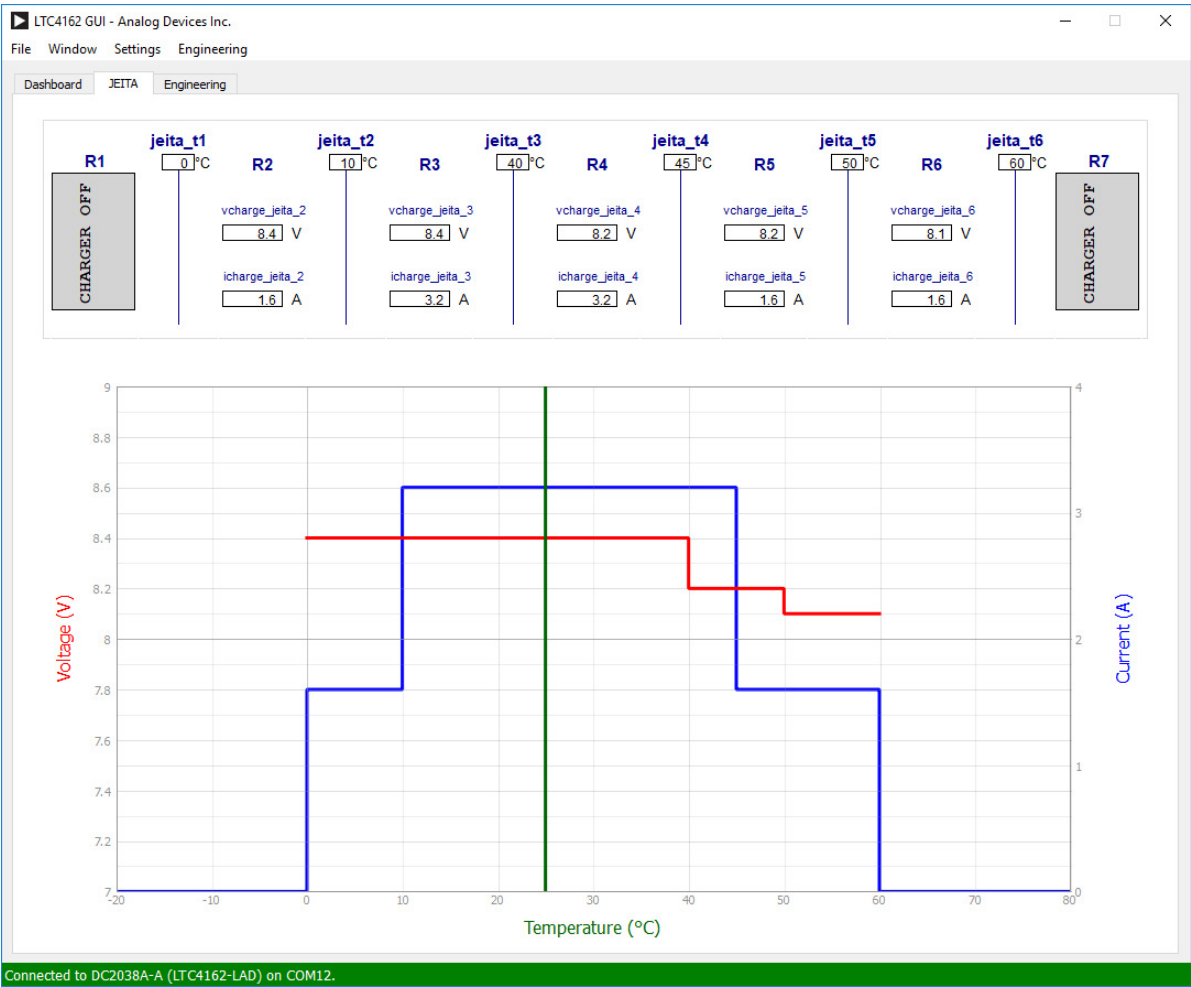 LTC4162 GUI - Analog Devices Inc.
File Window Settings Engineering
Dashboard JEITA Engineering
jeita_t1 jeita_t2 jeita_t3 jeita_t4 jeita_t5 jeita_t6
R1 0 °C R2 10 °C R3 40 °C R4 45 °C R5 50 °C R6 60 °C R7
CHARGER OFF
vcharge_jeita_2 vcharge_jeita_3 vcharge_jeita_4 vcharge_jeita_5 vcharge_jeita_6
8.4 V 8.4 V 8.2 V 8.2 V 8.1 V
icharge_jeita_2 icharge_jeita_3 icharge_jeita_4 icharge_jeita_5 icharge_jeita_6
1.6 A 3.2 A 3.2 A 1.6 A 1.6 A
CHARGER OFF
9 4
8.8
8.6
3
8.4
8.2
Voltage (V)
Current (A)
8 2
7.8
7.6
1
7.4
7.2
7 0
-20 -10 0 10 20 30 40 50 60 70 80
Temperature (°C)
Connected to DC2038A-A (LTC4162-LAD) on COM12.